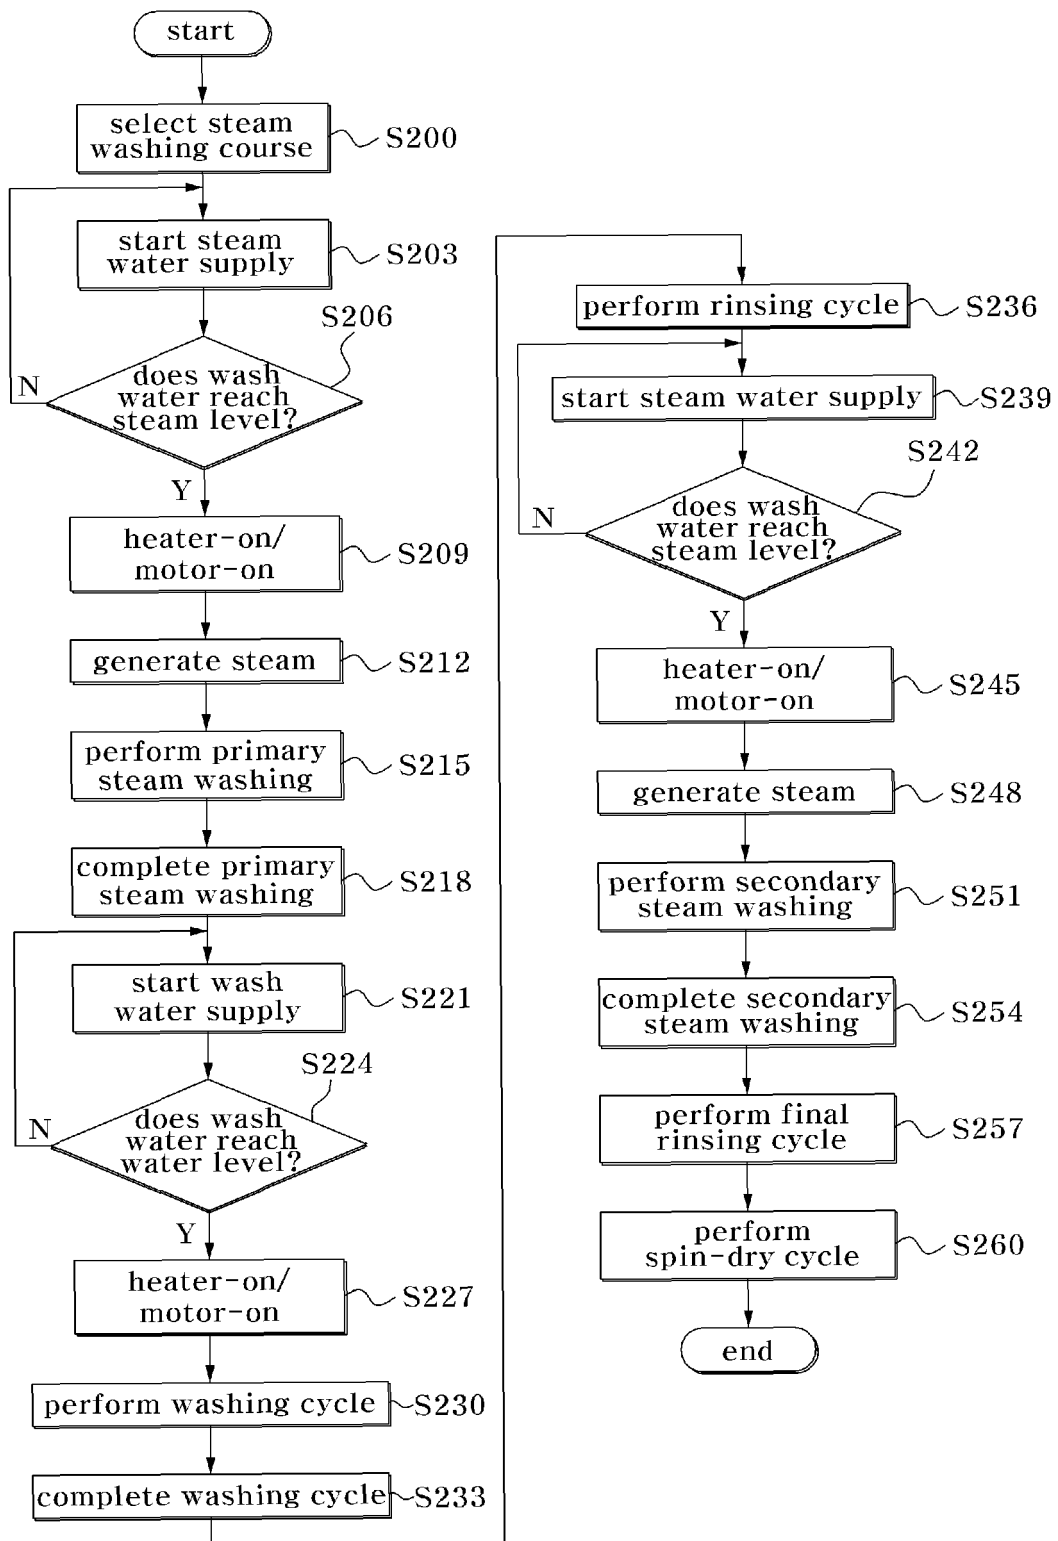 start
select steam
washing course
S200
start steam
water supply
S203
S206
does wash
water reach
steam level?
N
Y
heater-on/
motor-on
S209
generate steam
S212
perform primary
steam washing
S215
complete primary
steam washing
S218
start wash
water supply
S221
S224
does wash
water reach
water level?
N
Y
heater-on/
motor-on
S227
perform washing cycle
S230
complete washing cycle
S233
perform rinsing cycle
S236
start steam water supply
S239
S242
does wash
water reach
steam level?
N
Y
heater-on/
motor-on
S245
generate steam
S248
perform secondary
steam washing
S251
complete secondary
steam washing
S254
perform final
rinsing cycle
S257
perform
spin-dry cycle
S260
end